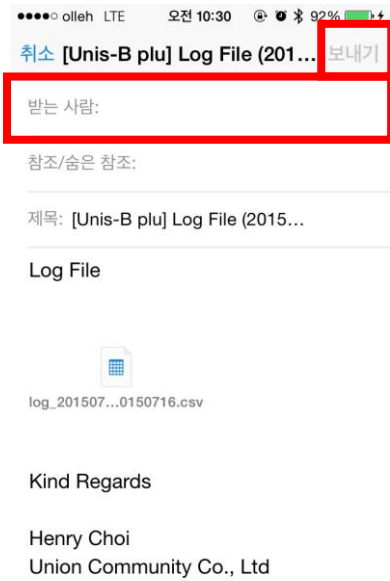 olleh LTE 오전 10:30 92%
취소 [Unis-B plu] Log File (201... 보내기
받는 사람:
참조/숨은 참조:
제목: [Unis-B plu] Log File (2015...
Log File
log_201507...0150716.csv
Kind Regards
Henry Choi
Union Community Co., Ltd